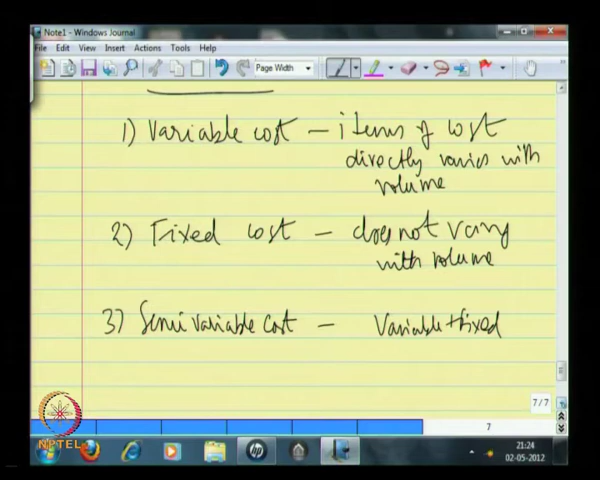 Note1 - Windows Journal
File Edit View Insert Actions Tools Help
Page Width
1) Variable cost – items of cost
directly varies with
volume
2) Fixed cost – does not vary
with volume
3) Semi variable cost – Variable + Fixed
7/7
7
NPTEL
21:24
02-05-2012